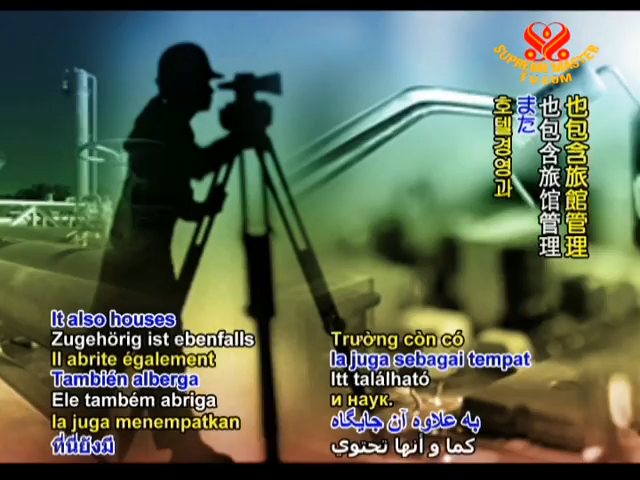 SUPREME MASTER
TV.COM
也包含旅館管理
也包含旅馆管理
また
호텔경영과
It also houses
Zugehörig ist ebenfalls
Il abrite également
También alberga
Ele também abriga
Ia juga menempatkan
ที่นี่ยังมี
Trường còn có
Ia juga sebagai tempat
Itt található
и наук.
به علاوه آن جایگاه
كما و أنها تحتوي